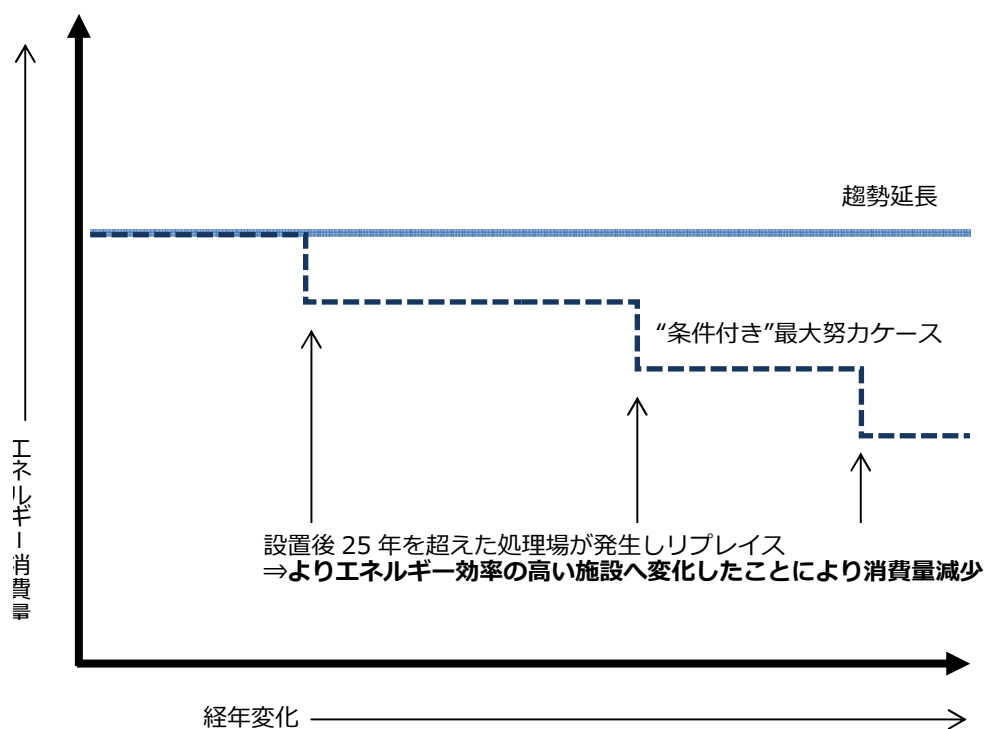 趨勢延長
“条件付き”最大努力ケース
エネルギー消費量
設置後 25 年を超えた処理場が発生しリプレイス
⇒よりエネルギー効率の高い施設へ変化したことにより消費量減少
経年変化